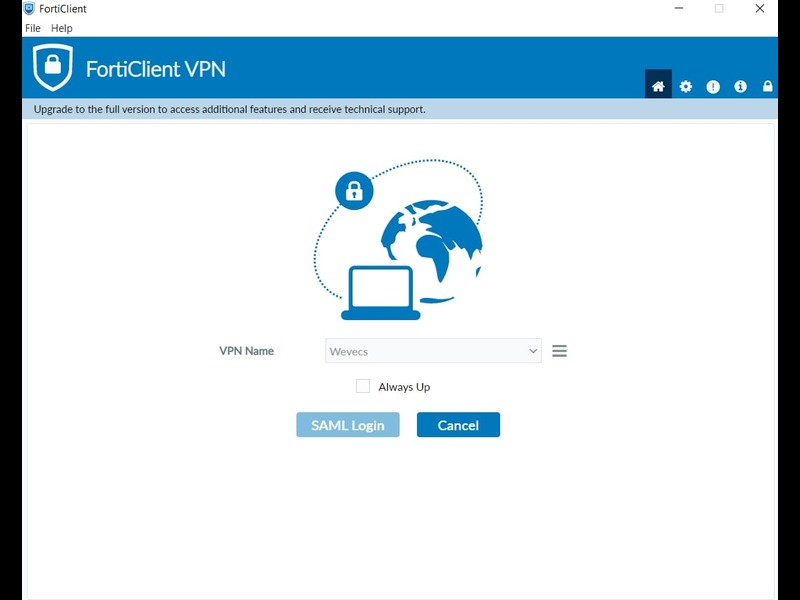 FortiClient
File Help
FortiClient VPN
Upgrade to the full version to access additional features and receive technical support.
VPN Name
Wevecs
Always Up
SAML Login Cancel